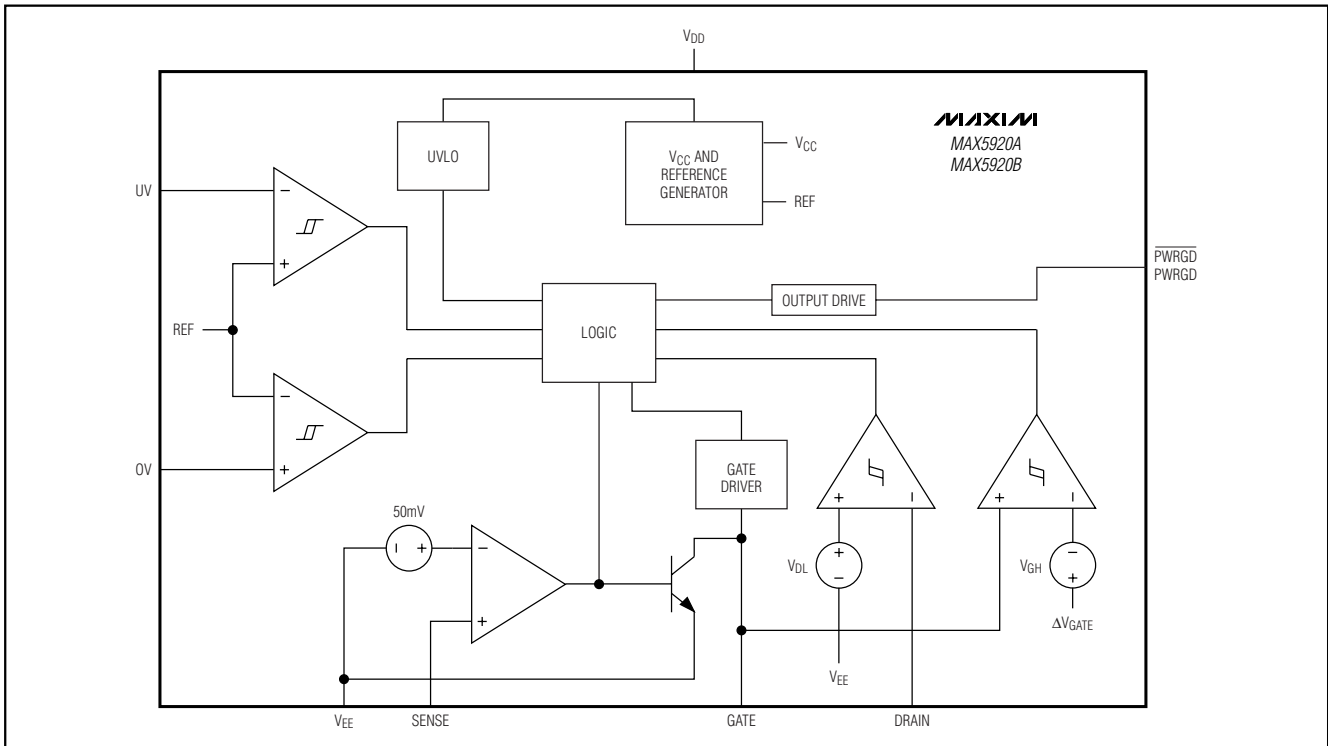 VDD
MAXIM
MAX5920A
MAX5920B
UVLO
VCC AND
REFERENCE
GENERATOR
VCC
REF
UV
−
+
REF
−
+
OV
PWRGD
PWRGD
OUTPUT DRIVE
LOGIC
GATE
DRIVER
50mV
− +
−
+
+ −
+ −
VDL
+
−
VGH
−
+
ΔVGATE
VEE
VEE
SENSE
GATE
DRAIN